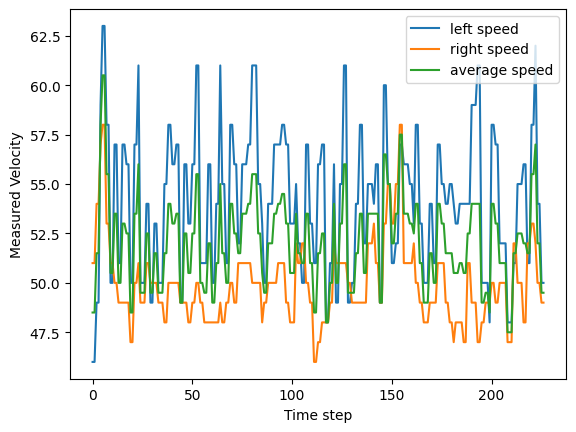 left speed
right speed
average speed
Measured Velocity
62.5
60.0
57.5
55.0
52.5
50.0
47.5
0
50
100
150
200
Time step